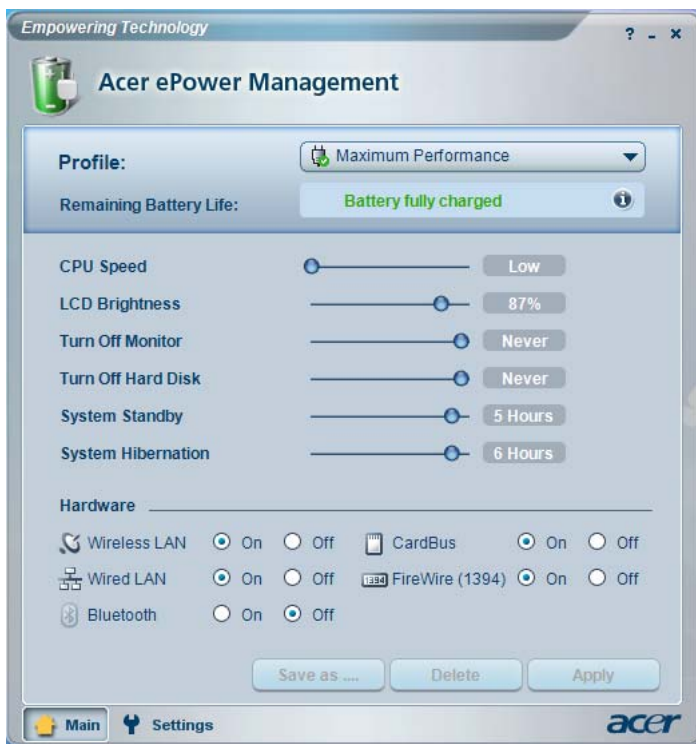 Empowering Technology
? - ×
Acer ePower Management
Profile: Maximum Performance
Remaining Battery Life: Battery fully charged i
CPU Speed Low
LCD Brightness 87%
Turn Off Monitor Never
Turn Off Hard Disk Never
System Standby 5 Hours
System Hibernation 6 Hours
Hardware
Wireless LAN On Off CardBus On Off
Wired LAN On Off 1394 FireWire (1394) On Off
Bluetooth On Off
Save as .... Delete Apply
Main Settings acer